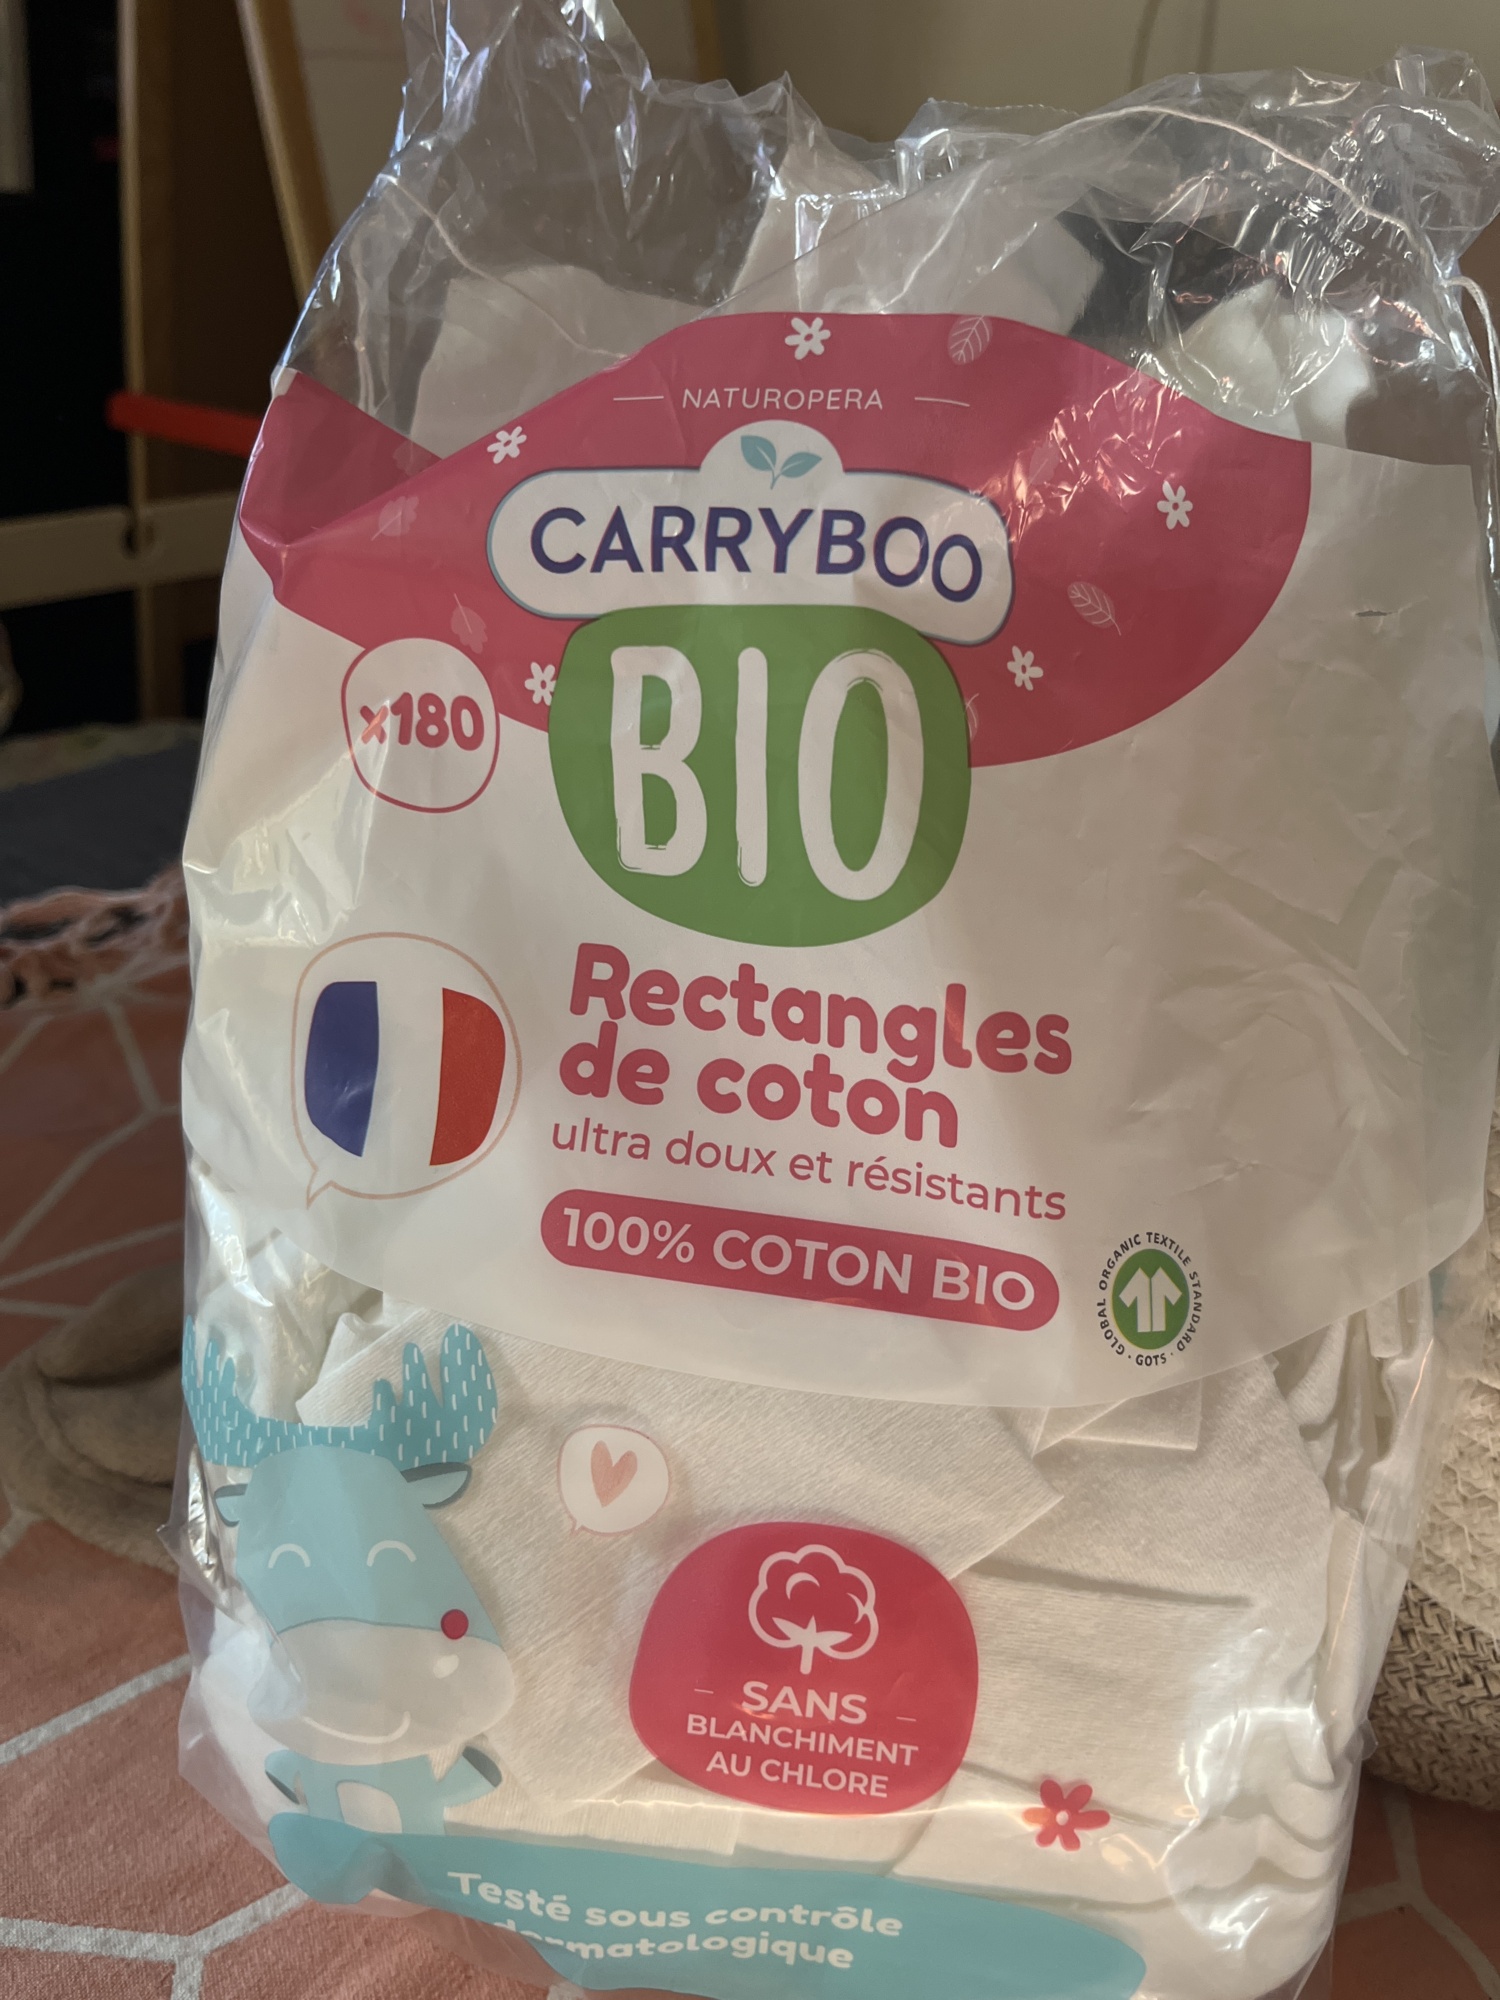 NATUROPERA
CARRYBOO
BIO
x180
Rectangles
de coton
ultra doux et résistants
100% COTON BIO
GLOBAL ORGANIC TEXTILE STANDARD · GOTS ·
SANS
BLANCHIMENT
AU CHLORE
Testé sous contrôle
dermatologique